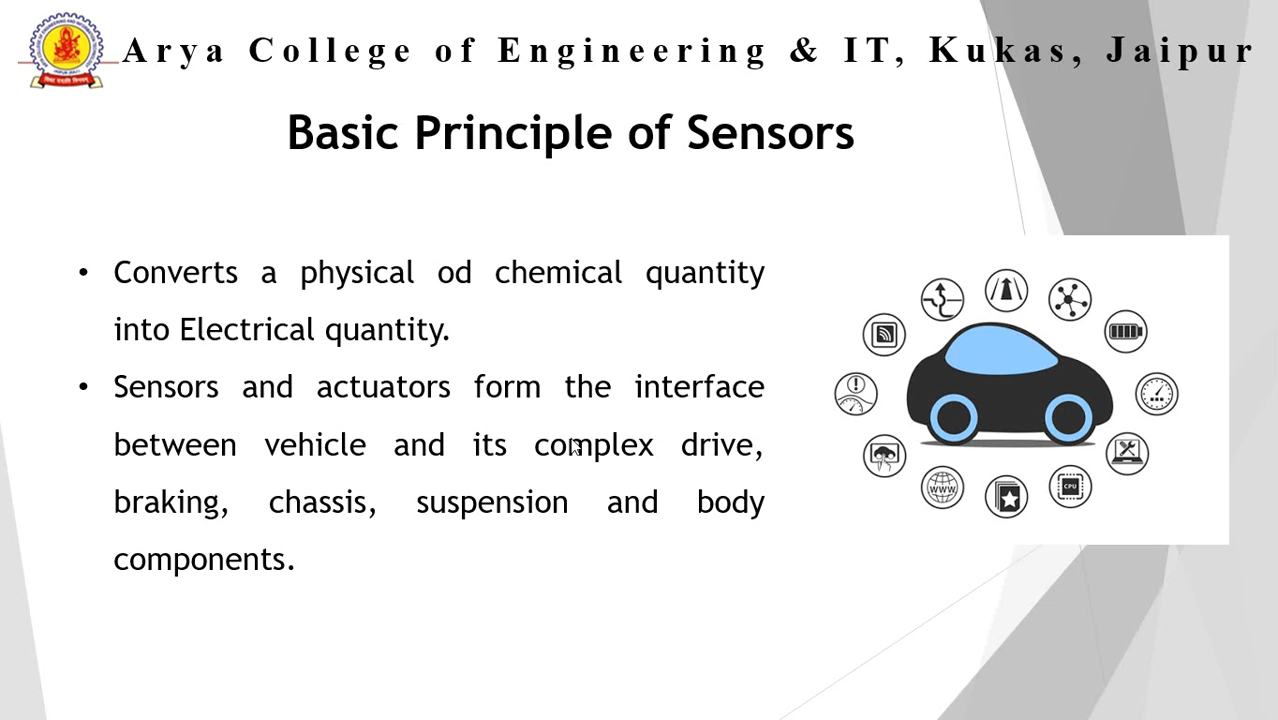 Arya College of Engineering & IT, Kukas, Jaipur
Basic Principle of Sensors
• Converts a physical od chemical quantity
into Electrical quantity.
• Sensors and actuators form the interface
between vehicle and its complex drive,
braking, chassis, suspension and body
components.
WWW
CPU